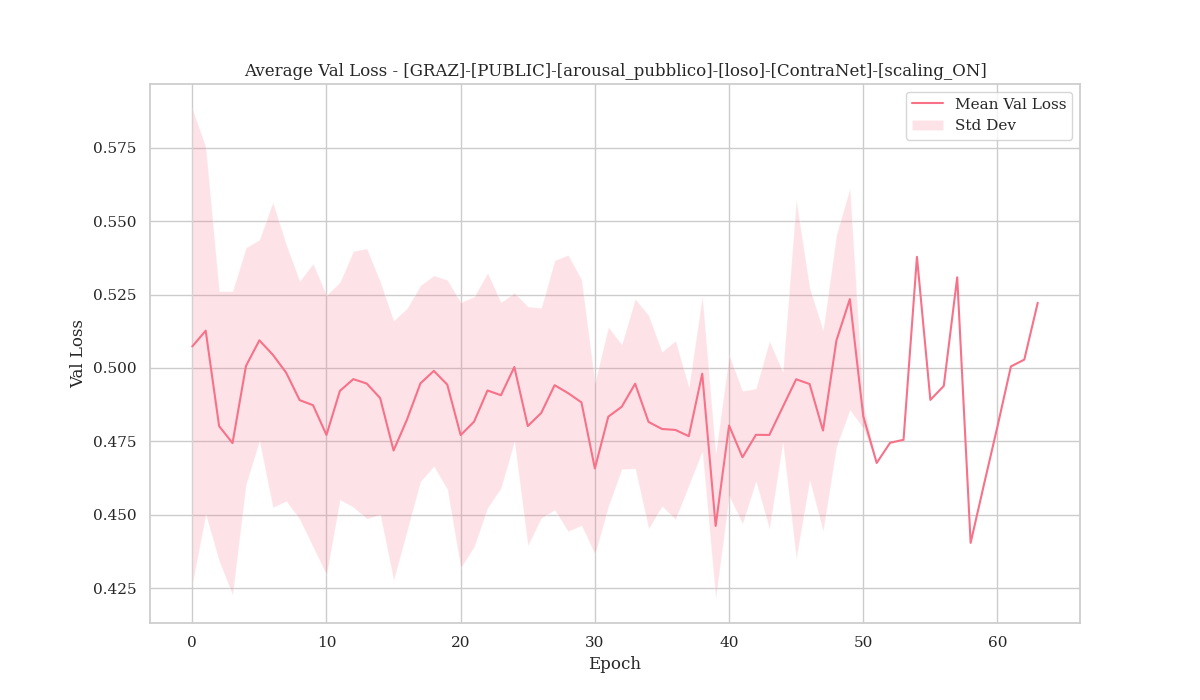 Average Val Loss - [GRAZ]-[PUBLIC]-[arousal_pubblico]-[loso]-[ContraNet]-[scaling_ON]
Mean Val Loss
Std Dev
0.575
0.550
0.525
0.500
0.475
0.450
0.425
Val Loss
0 10 20 30 40 50 60
Epoch